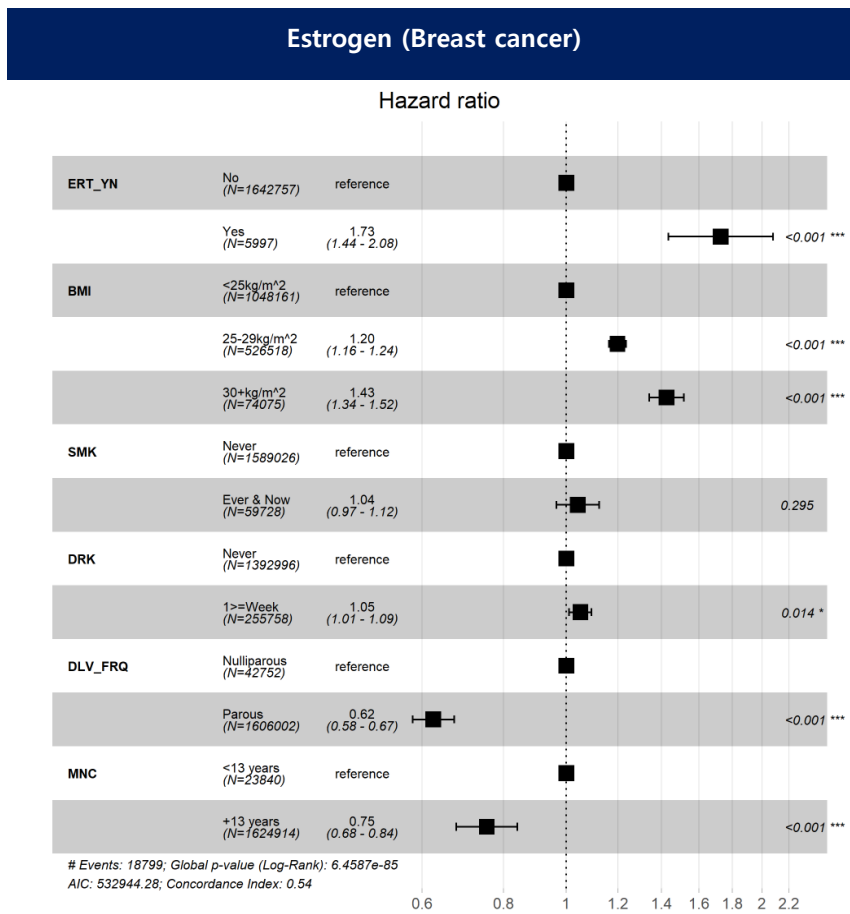 Estrogen (Breast cancer)
Hazard ratio
ERT_YN No (N=1642757) reference
Yes (N=5997) 1.73 (1.44 - 2.08) <0.001 ***
BMI <25kg/m^2 (N=1048161) reference
25-29kg/m^2 (N=526518) 1.20 (1.16 - 1.24) <0.001 ***
30+kg/m^2 (N=74075) 1.43 (1.34 - 1.52) <0.001 ***
SMK Never (N=1589026) reference
Ever & Now (N=59728) 1.04 (0.97 - 1.12) 0.295
DRK Never (N=1392996) reference
1>=Week (N=255758) 1.05 (1.01 - 1.09) 0.014 *
DLV_FRQ Nulliparous (N=42752) reference
Parous (N=1606002) 0.62 (0.58 - 0.67) <0.001 ***
MNC <13 years (N=23840) reference
+13 years (N=1624914) 0.75 (0.68 - 0.84) <0.001 ***
# Events: 18799; Global p-value (Log-Rank): 6.4587e-85
AIC: 532944.28; Concordance Index: 0.54
0.6 0.8 1 1.2 1.4 1.6 1.8 2 2.2